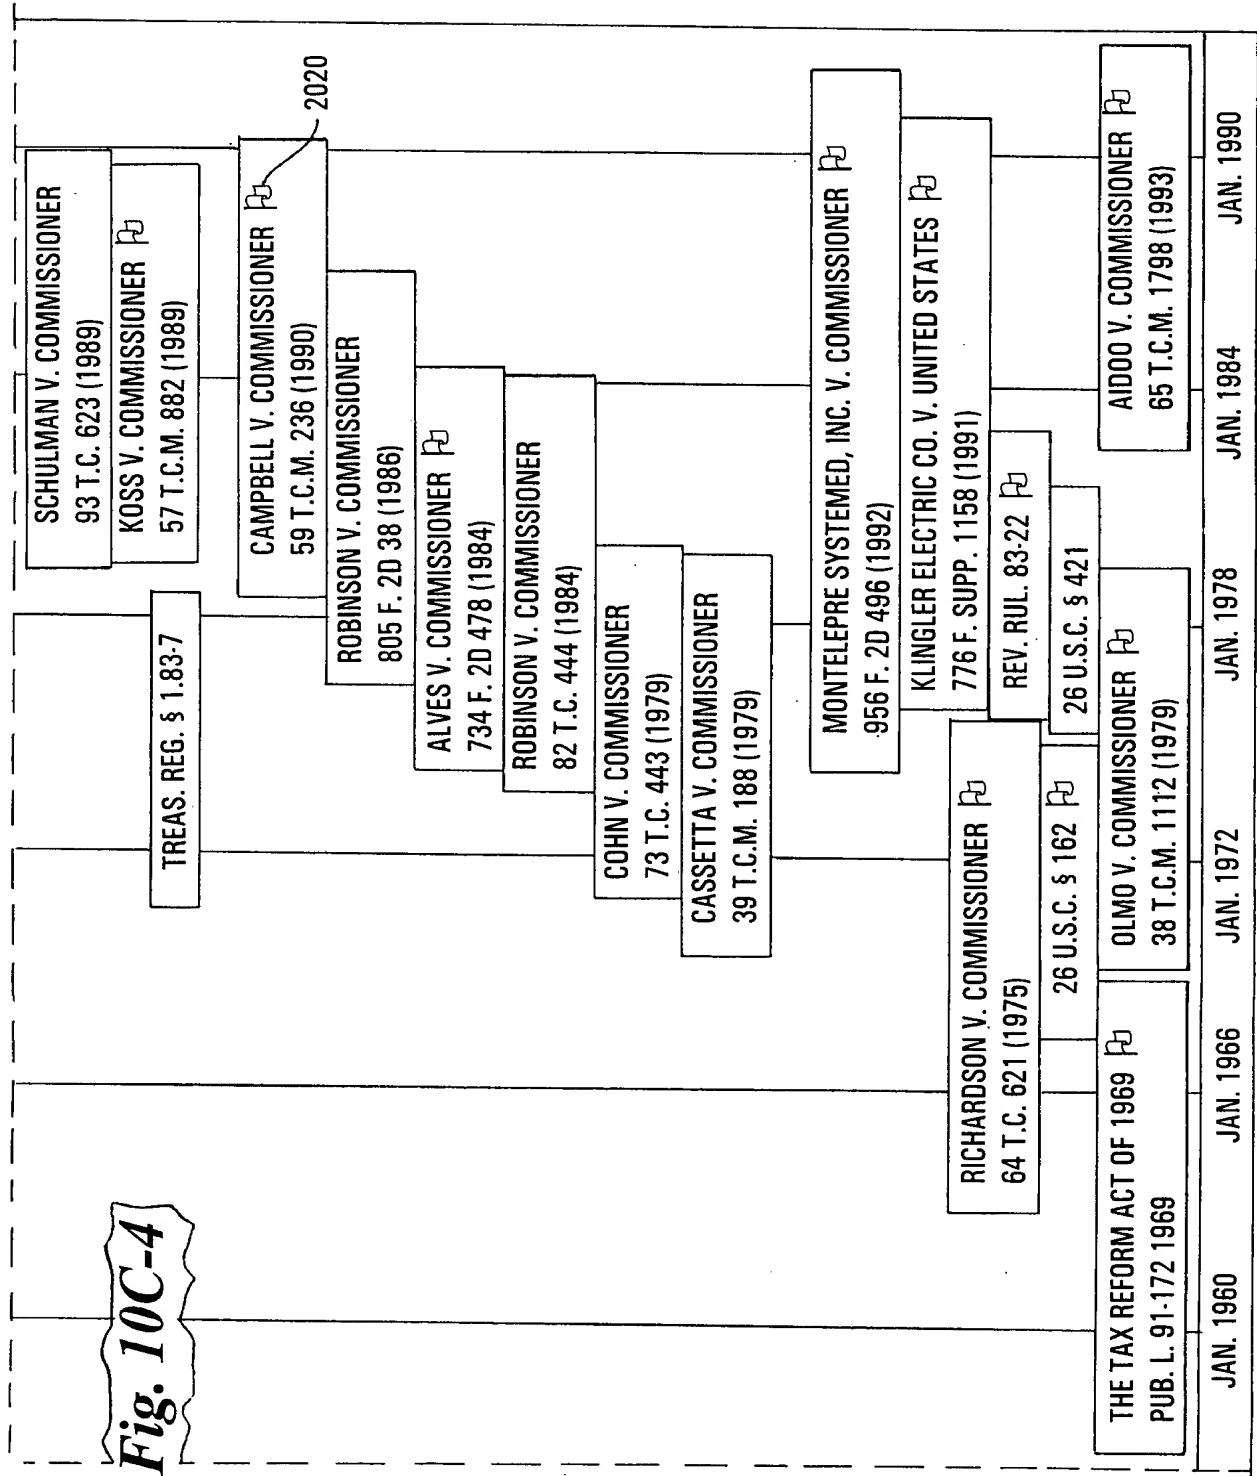 SCHULMAN V. COMMISSIONER
93 T.C. 623 (1989)
KOSS V. COMMISSIONER
57 T.C.M. 882 (1989)
TREAS. REG. § 1.83-7
2020
CAMPBELL V. COMMISSIONER
59 T.C.M. 236 (1990)
ROBINSON V. COMMISSIONER
805 F. 2D 38 (1986)
ALVES V. COMMISSIONER
734 F. 2D 478 (1984)
ROBINSON V. COMMISSIONER
82 T.C. 444 (1984)
COHN V. COMMISSIONER
73 T.C. 443 (1979)
CASSETTA V. COMMISSIONER
39 T.C.M. 188 (1979)
MONTELEPRE SYSTEMED, INC. V. COMMISSIONER
956 F. 2D 496 (1992)
KLINGLER ELECTRIC CO. V. UNITED STATES
776 F. SUPP. 1158 (1991)
RICHARDSON V. COMMISSIONER
64 T.C. 621 (1975)
REV. RUL. 83-22
26 U.S.C. § 162
26 U.S.C. § 421
THE TAX REFORM ACT OF 1969
PUB. L. 91-172 1969
OLMO V. COMMISSIONER
38 T.C.M. 1112 (1979)
AIDOO V. COMMISSIONER
65 T.C.M. 1798 (1993)
JAN. 1960 JAN. 1966 JAN. 1972 JAN. 1978 JAN. 1984 JAN. 1990
Fig. 10C-4